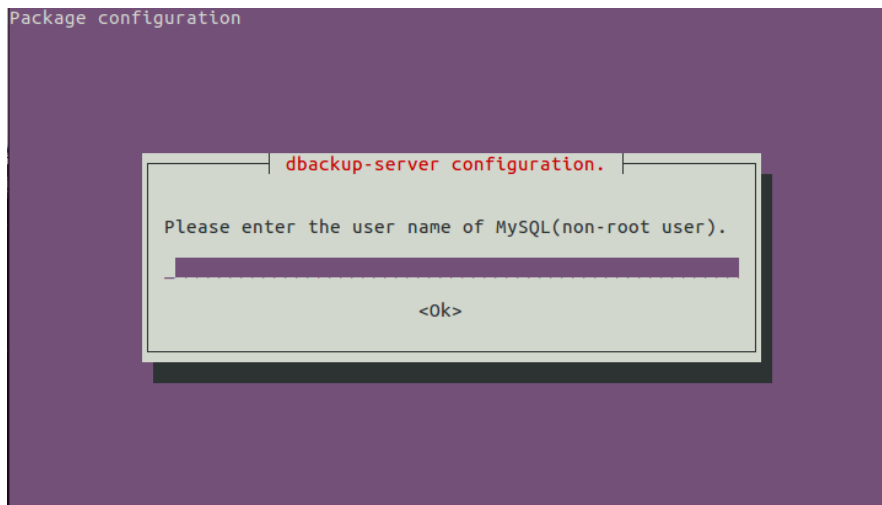 Package configuration
dbackup-server configuration.
Please enter the user name of MySQL(non-root user).
<Ok>